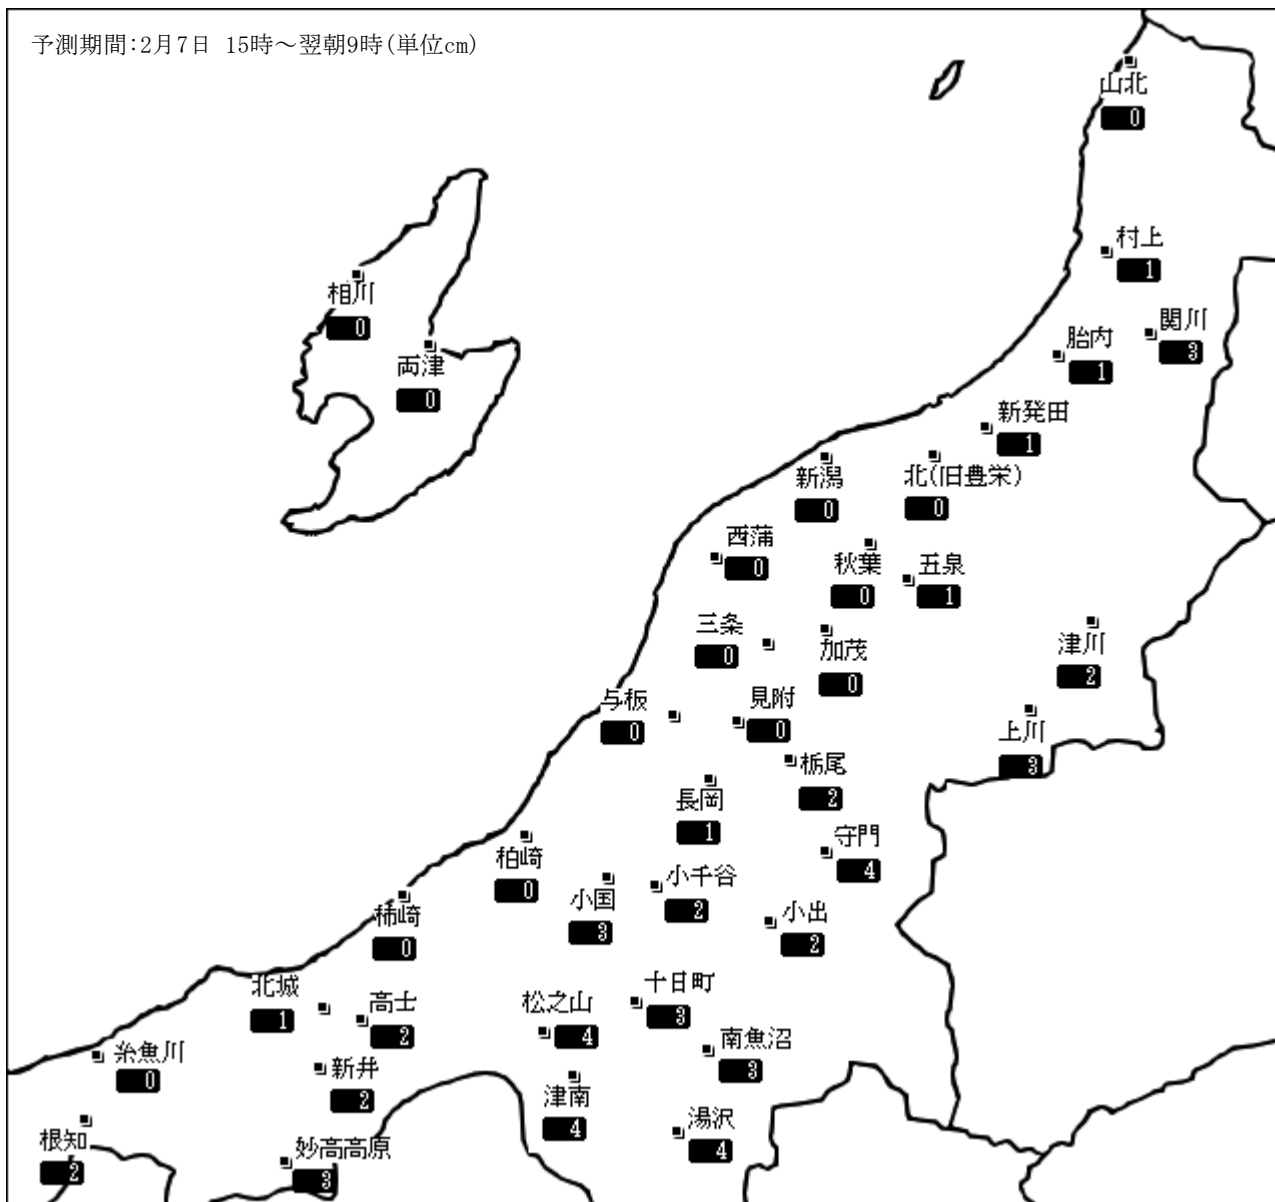 予測期間:2月7日 15時～翌朝9時(単位cm)
山北
0
村上
1
相川
0
関川
3
胎内
1
両津
0
新発田
1
新潟
0
北(旧豊栄)
0
西蒲
0
秋葉
0
五泉
1
三条
0
加茂
0
津川
2
与板
0
見附
0
上川
3
栃尾
2
長岡
1
守門
4
柏崎
0
小国
3
小千谷
2
小出
2
柿崎
0
北城
1
高士
2
松之山
4
十日町
3
南魚沼
3
糸魚川
0
新井
2
津南
4
湯沢
4
根知
2
妙高高原
3